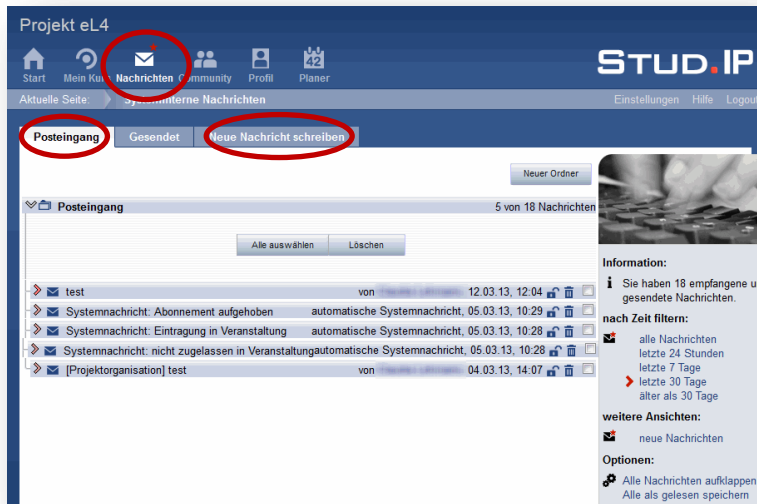 Projekt eL4
STUD.IP
42
Start Mein Kurs Nachrichten Community Profil Planer
Aktuelle Seite: Systeminterne Nachrichten Einstellungen Hilfe Logout
Posteingang Gesendet Neue Nachricht schreiben
Neuer Ordner
Posteingang 5 von 18 Nachrichten
Alle auswählen Löschen
test von 12.03.13, 12:04
Systemnachricht: Abonnement aufgehoben automatische Systemnachricht, 05.03.13, 10:29
Systemnachricht: Eintragung in Veranstaltung automatische Systemnachricht, 05.03.13, 10:28
Systemnachricht: nicht zugelassen in Veranstaltung automatische Systemnachricht, 05.03.13, 10:28
[Projektorganisation] test von 04.03.13, 14:07
Information:
Sie haben 18 empfangene u
gesendete Nachrichten.
nach Zeit filtern:
alle Nachrichten
letzte 24 Stunden
letzte 7 Tage
letzte 30 Tage
älter als 30 Tage
weitere Ansichten:
neue Nachrichten
Optionen:
Alle Nachrichten aufklappen
Alle als gelesen speichern